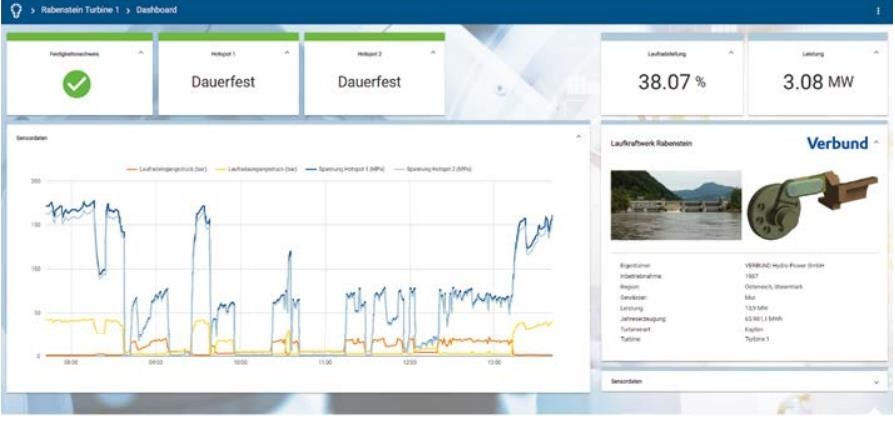 Rabenstein Turbine 1 > Dashboard
Festigkeitsnachweis
Hotspot 1
Dauerfest
Hotspot 2
Dauerfest
Laufradstellung
38.07 %
Leistung
3.08 MW
Sensordaten
Laufradeingangsdruck (bar) Laufradausgangsdruck (bar) Spannung Hotspot 1 (MPa) Spannung Hotspot 2 (MPa)
200
150
100
50
0
08:00 09:00 10:00 11:00 12:00 13:00
Laufkraftwerk Rabenstein
Verbund
Eigentümer: VERBUND Hydro Power GmbH
Inbetriebnahme: 1987
Region: Österreich, Steiermark
Gewässer: Mur
Leistung:
Jahreserzeugung:
Turbinenart: Kaplan
Turbine: Turbine 1
Sensordaten